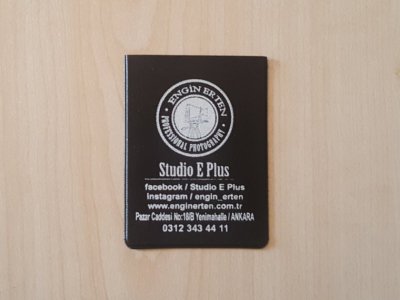 ENGİN ERTEN
PROFESSIONAL PHOTOGRAPHY
Studio E Plus
facebook / Studio E Plus
instagram / engin_erten
www.enginerten.com.tr
Pazar Caddesi No:18/B Yenimahalle / ANKARA
0312 343 44 11